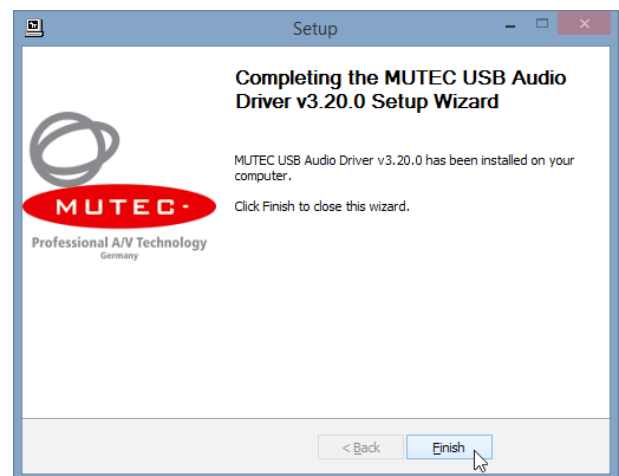 Setup
Completing the MUTEC USB Audio
Driver v3.20.0 Setup Wizard
MUTEC USB Audio Driver v3.20.0 has been installed on your
computer.
Click Finish to close this wizard.
MUTEC·
Professional A/V Technology
Germany
< Back
Finish